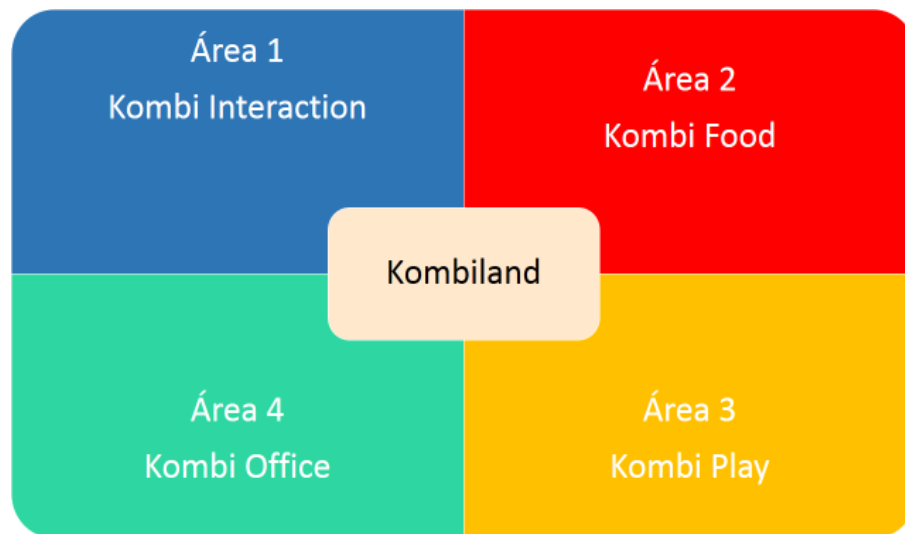 Área 1
Kombi Interaction
Área 2
Kombi Food
Kombiland
Área 4
Kombi Office
Área 3
Kombi Play